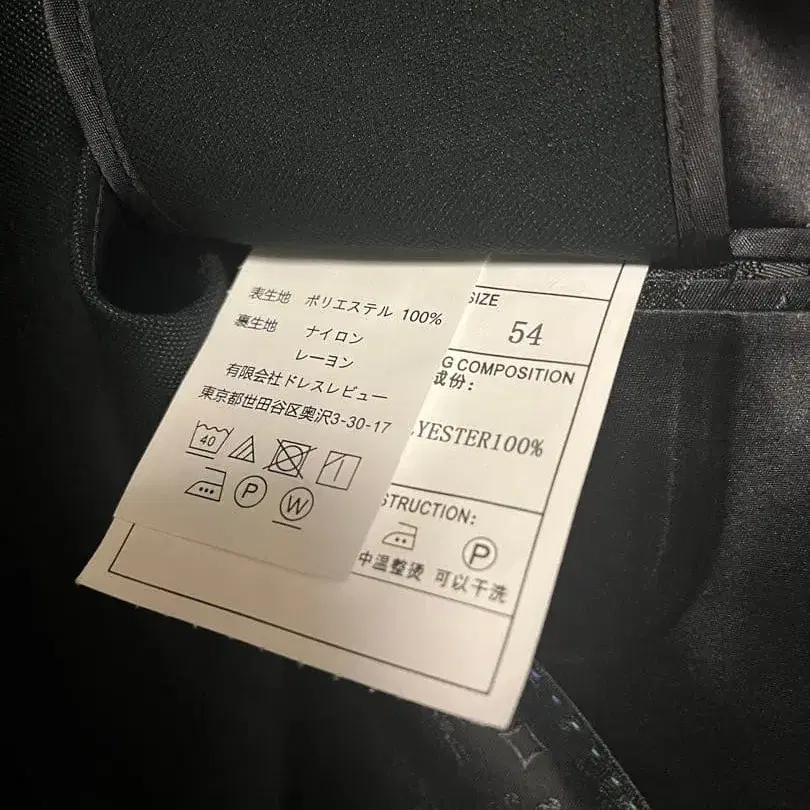 表生地 ポリエステル 100%
裏生地 ナイロン
レーヨン
有限会社ドレスレビュー
東京都世田谷区奥沢3-30-17
40
P
W
SIZE
54
G COMPOSITION
成份:
YESTER100%
STRUCTION:
P
中温整烫 可以干洗